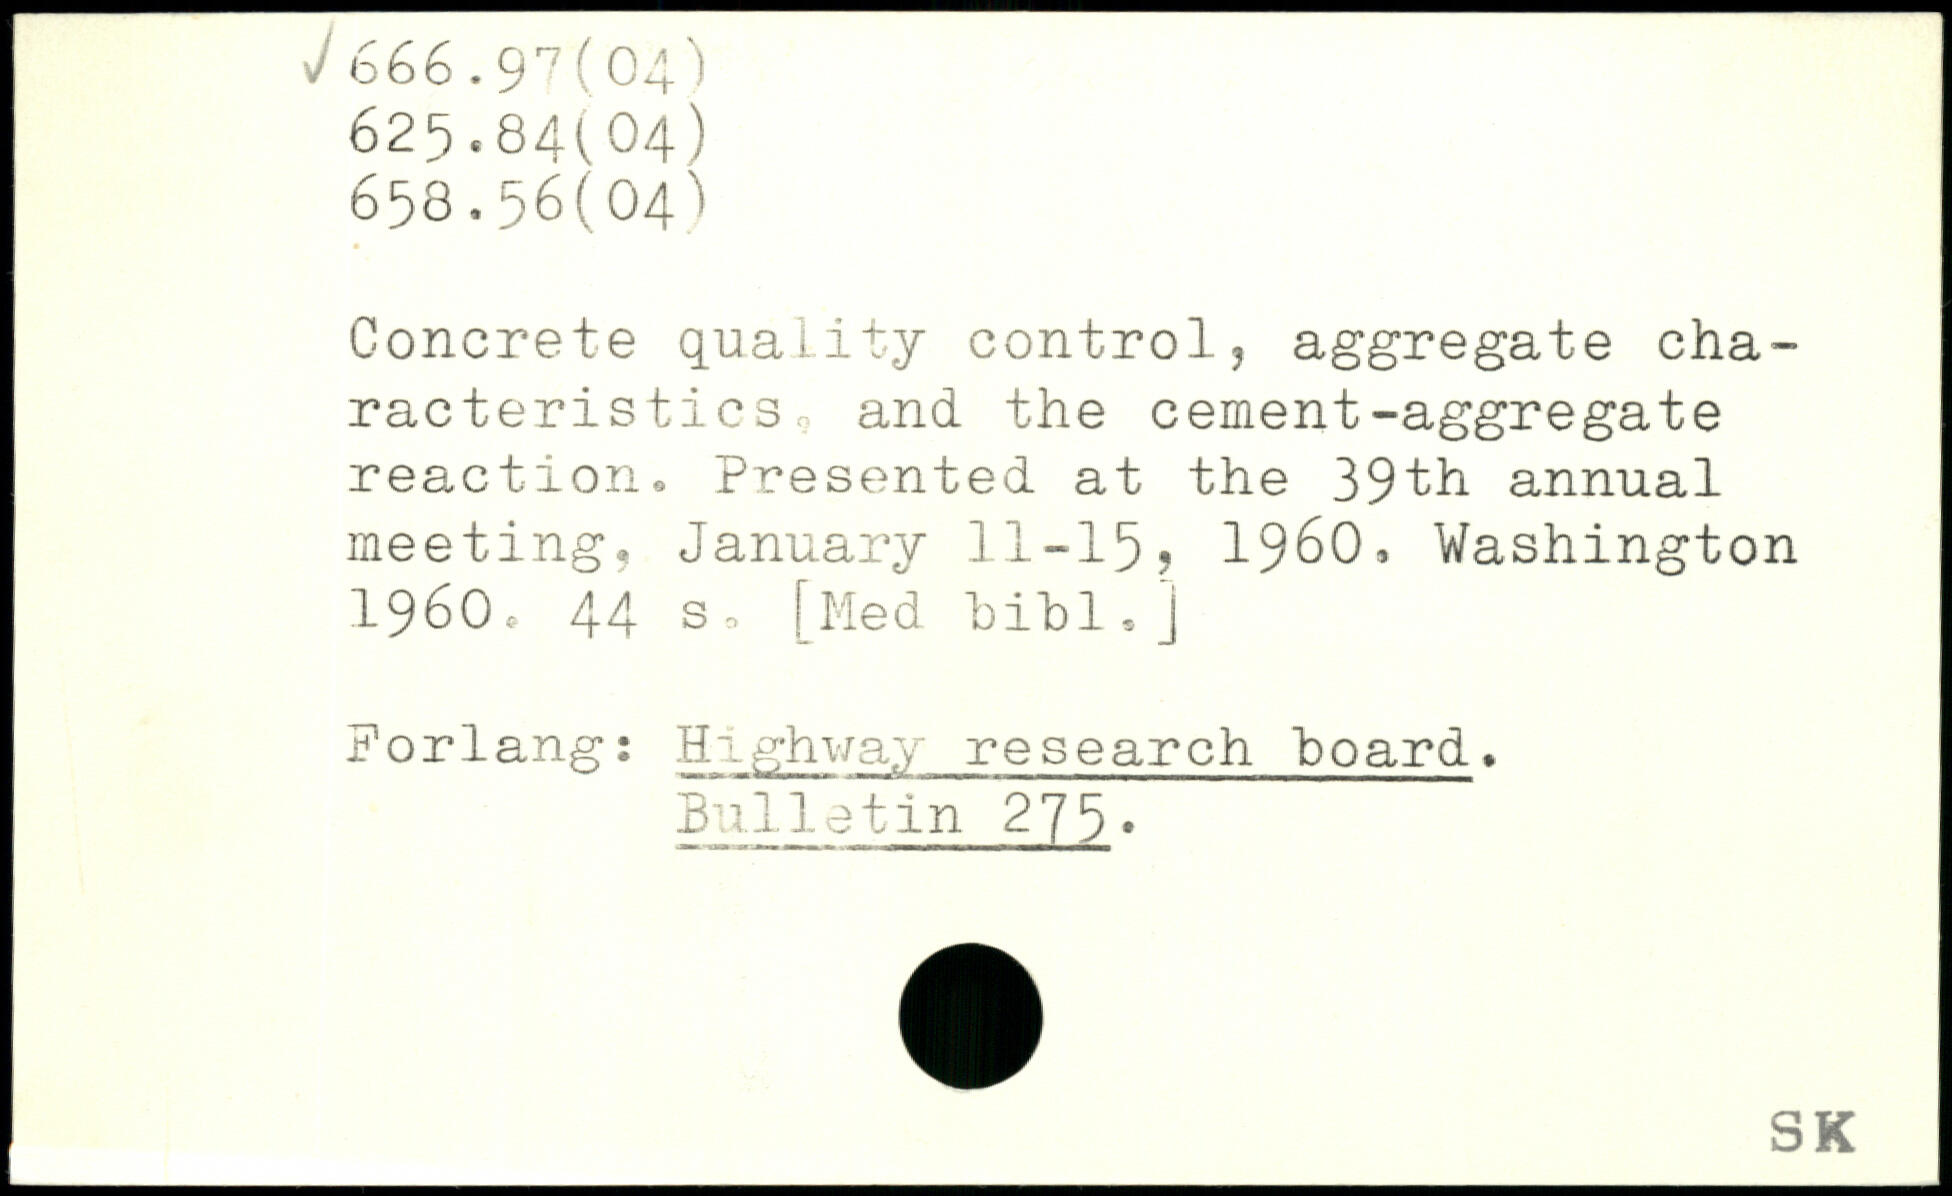 ✓ 666.97(04)
625.84(04)
658.56(04)
Concrete quality control, aggregate cha-
racteristics, and the cement-aggregate
reaction. Presented at the 39th annual
meeting, January 11-15, 1960. Washington
1960. 44 s. [Med bibl.]
Forlang: Highway research board.
Bulletin 275.
SK